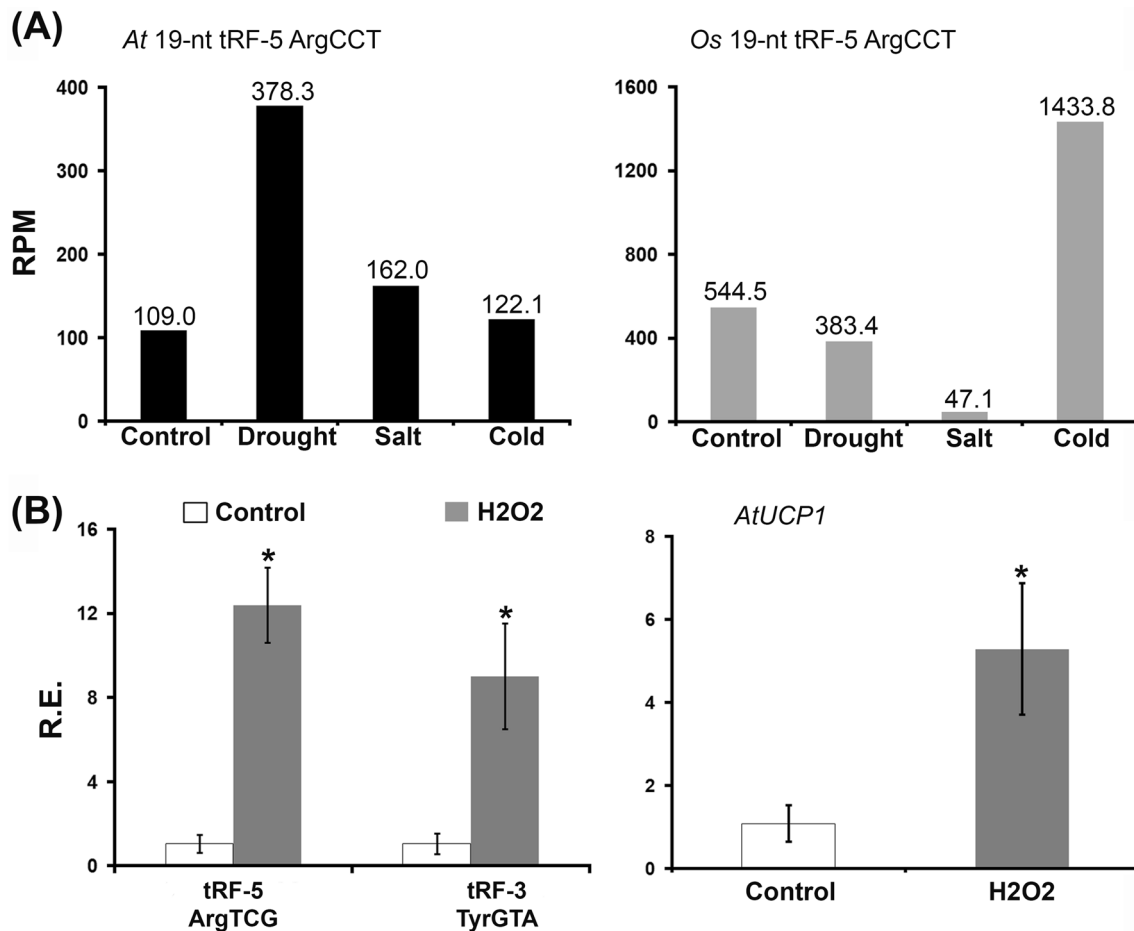 (A)
At 19-nt tRF-5 ArgCCT
Os 19-nt tRF-5 ArgCCT
RPM
400
300
200
100
0
109.0
378.3
162.0
122.1
Control
Drought
Salt
Cold
1600
1200
800
400
0
544.5
383.4
47.1
1433.8
Control
Drought
Salt
Cold
(B)
Control
H2O2
R.E.
16
12
8
4
0
*
*
tRF-5
ArgTCG
tRF-3
TyrGTA
AtUCP1
8
6
4
2
0
*
Control
H2O2